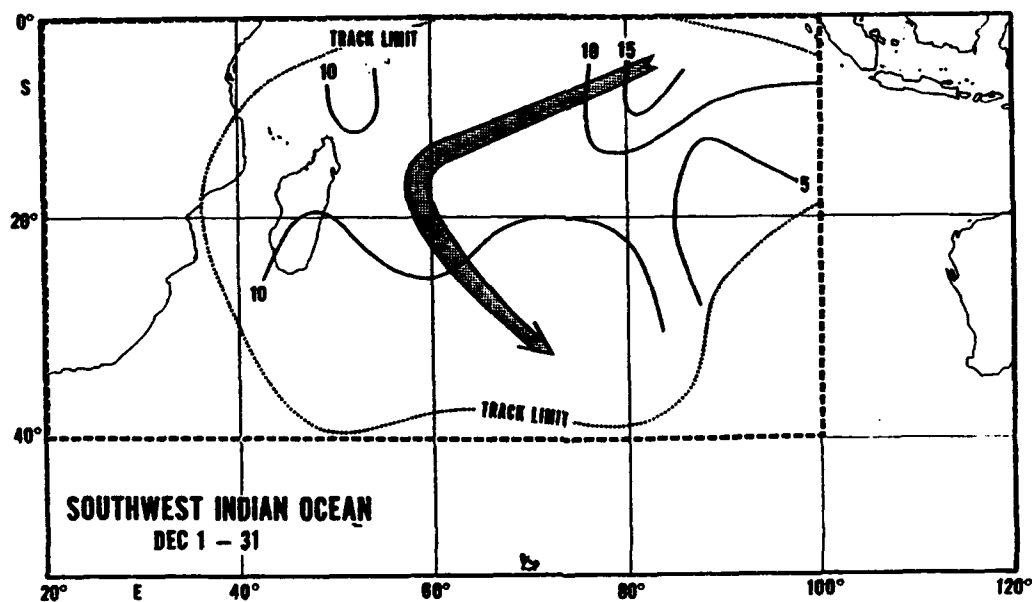 0°
TRACK LIMIT
10
10 15
S
5
20°
10
TRACK LIMIT
40°
SOUTHWEST INDIAN OCEAN
DEC 1 – 31
20° E 40° 60° 80° 100° 120°